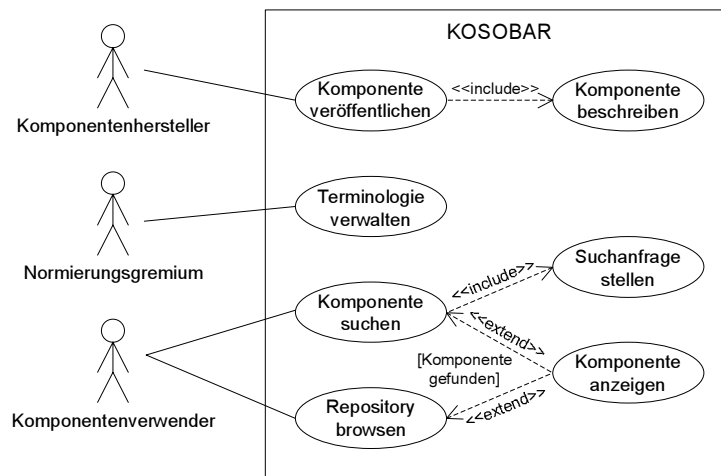 KOSOBAR
Komponentenhersteller
Komponente
veröffentlichen
<<include>>
Komponente
beschreiben
Normierungsgremium
Terminologie
verwalten
Komponentenverwender
Komponente
suchen
<<include>>
Suchanfrage
stellen
<<extend>>
[Komponente
gefunden]
<<extend>>
Komponente
anzeigen
Repository
browsen